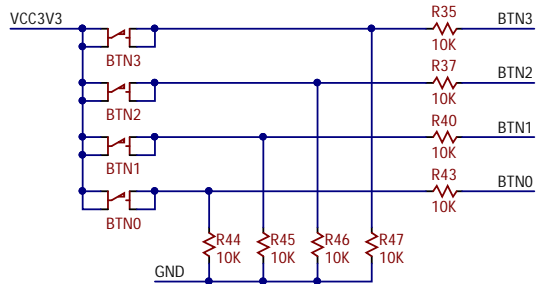 VCC3V3
R35
BTN3
10K
BTN3
R37
BTN2
10K
BTN2
R40
BTN1
10K
BTN1
R43
BTN0
10K
BTN0
R44 R45 R46 R47
10K 10K 10K 10K
GND